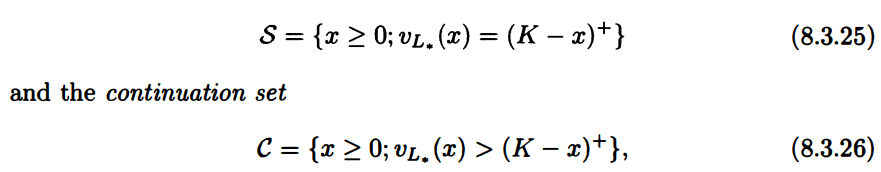 𝒮 = {x ≥ 0; v_{L_*}(x) = (K − x)^+} (8.3.25)
and the continuation set
𝒞 = {x ≥ 0; v_{L_*}(x) > (K − x)^+}, (8.3.26)